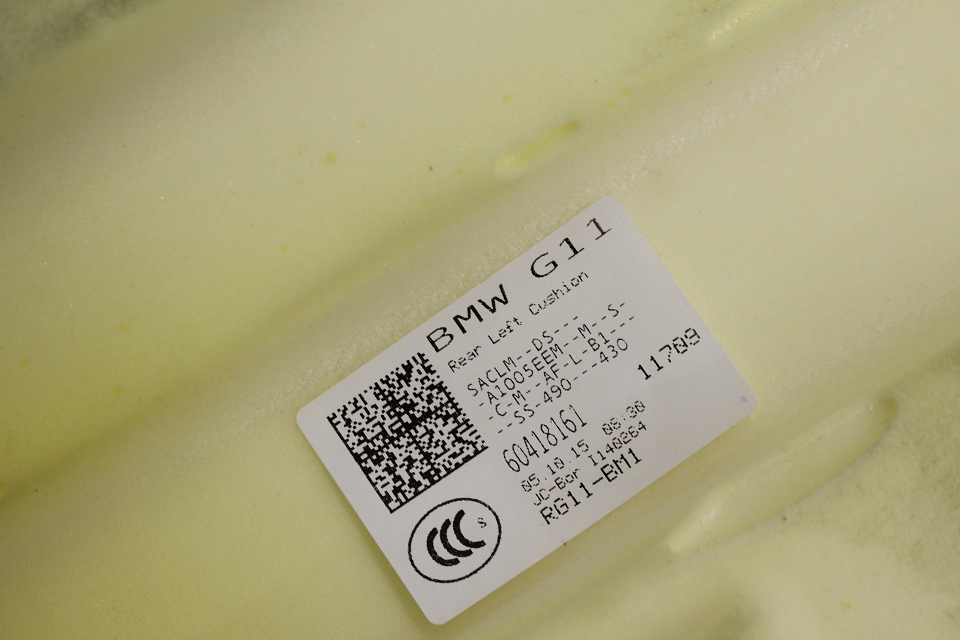 BMW G11
Rear Left Cushion
SACLM--DS---
-A1005EEM--M--S-
-C-M--AF-L-B1---
--SS-490---430
11709
60418161
05.10.15 06:30
JC-Bor I140264
RG11-BM1
CCC S